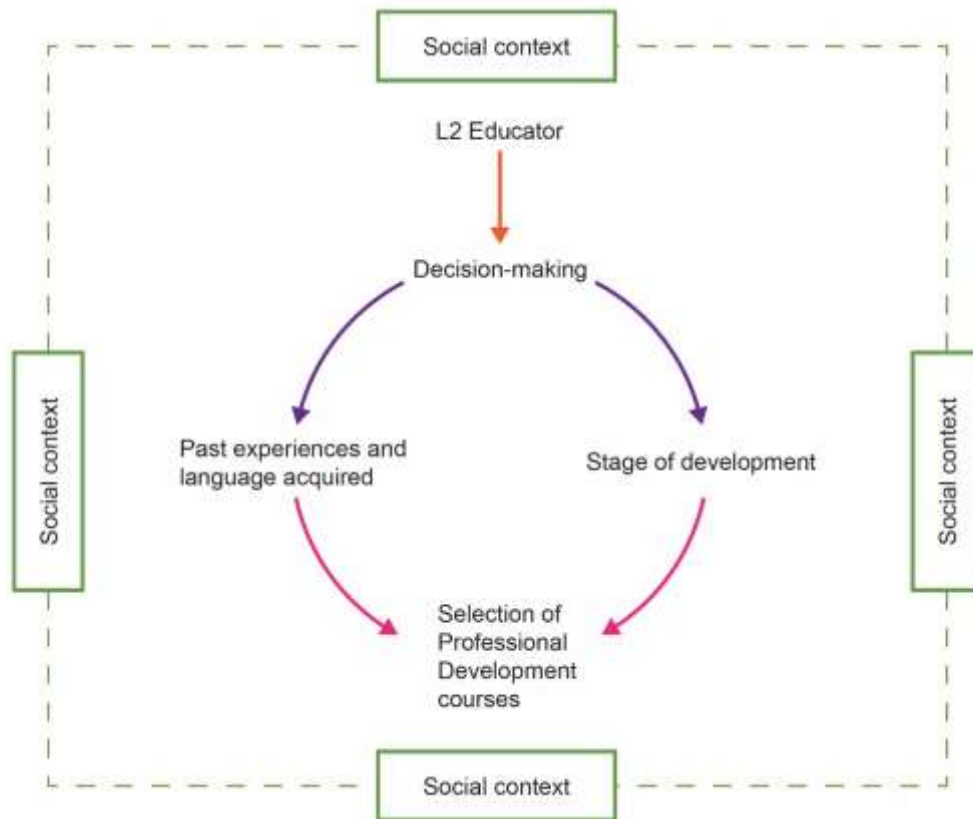 Social context
L2 Educator
Decision-making
Social context
Past experiences and
language acquired
Stage of development
Social context
Selection of
Professional
Development
courses
Social context